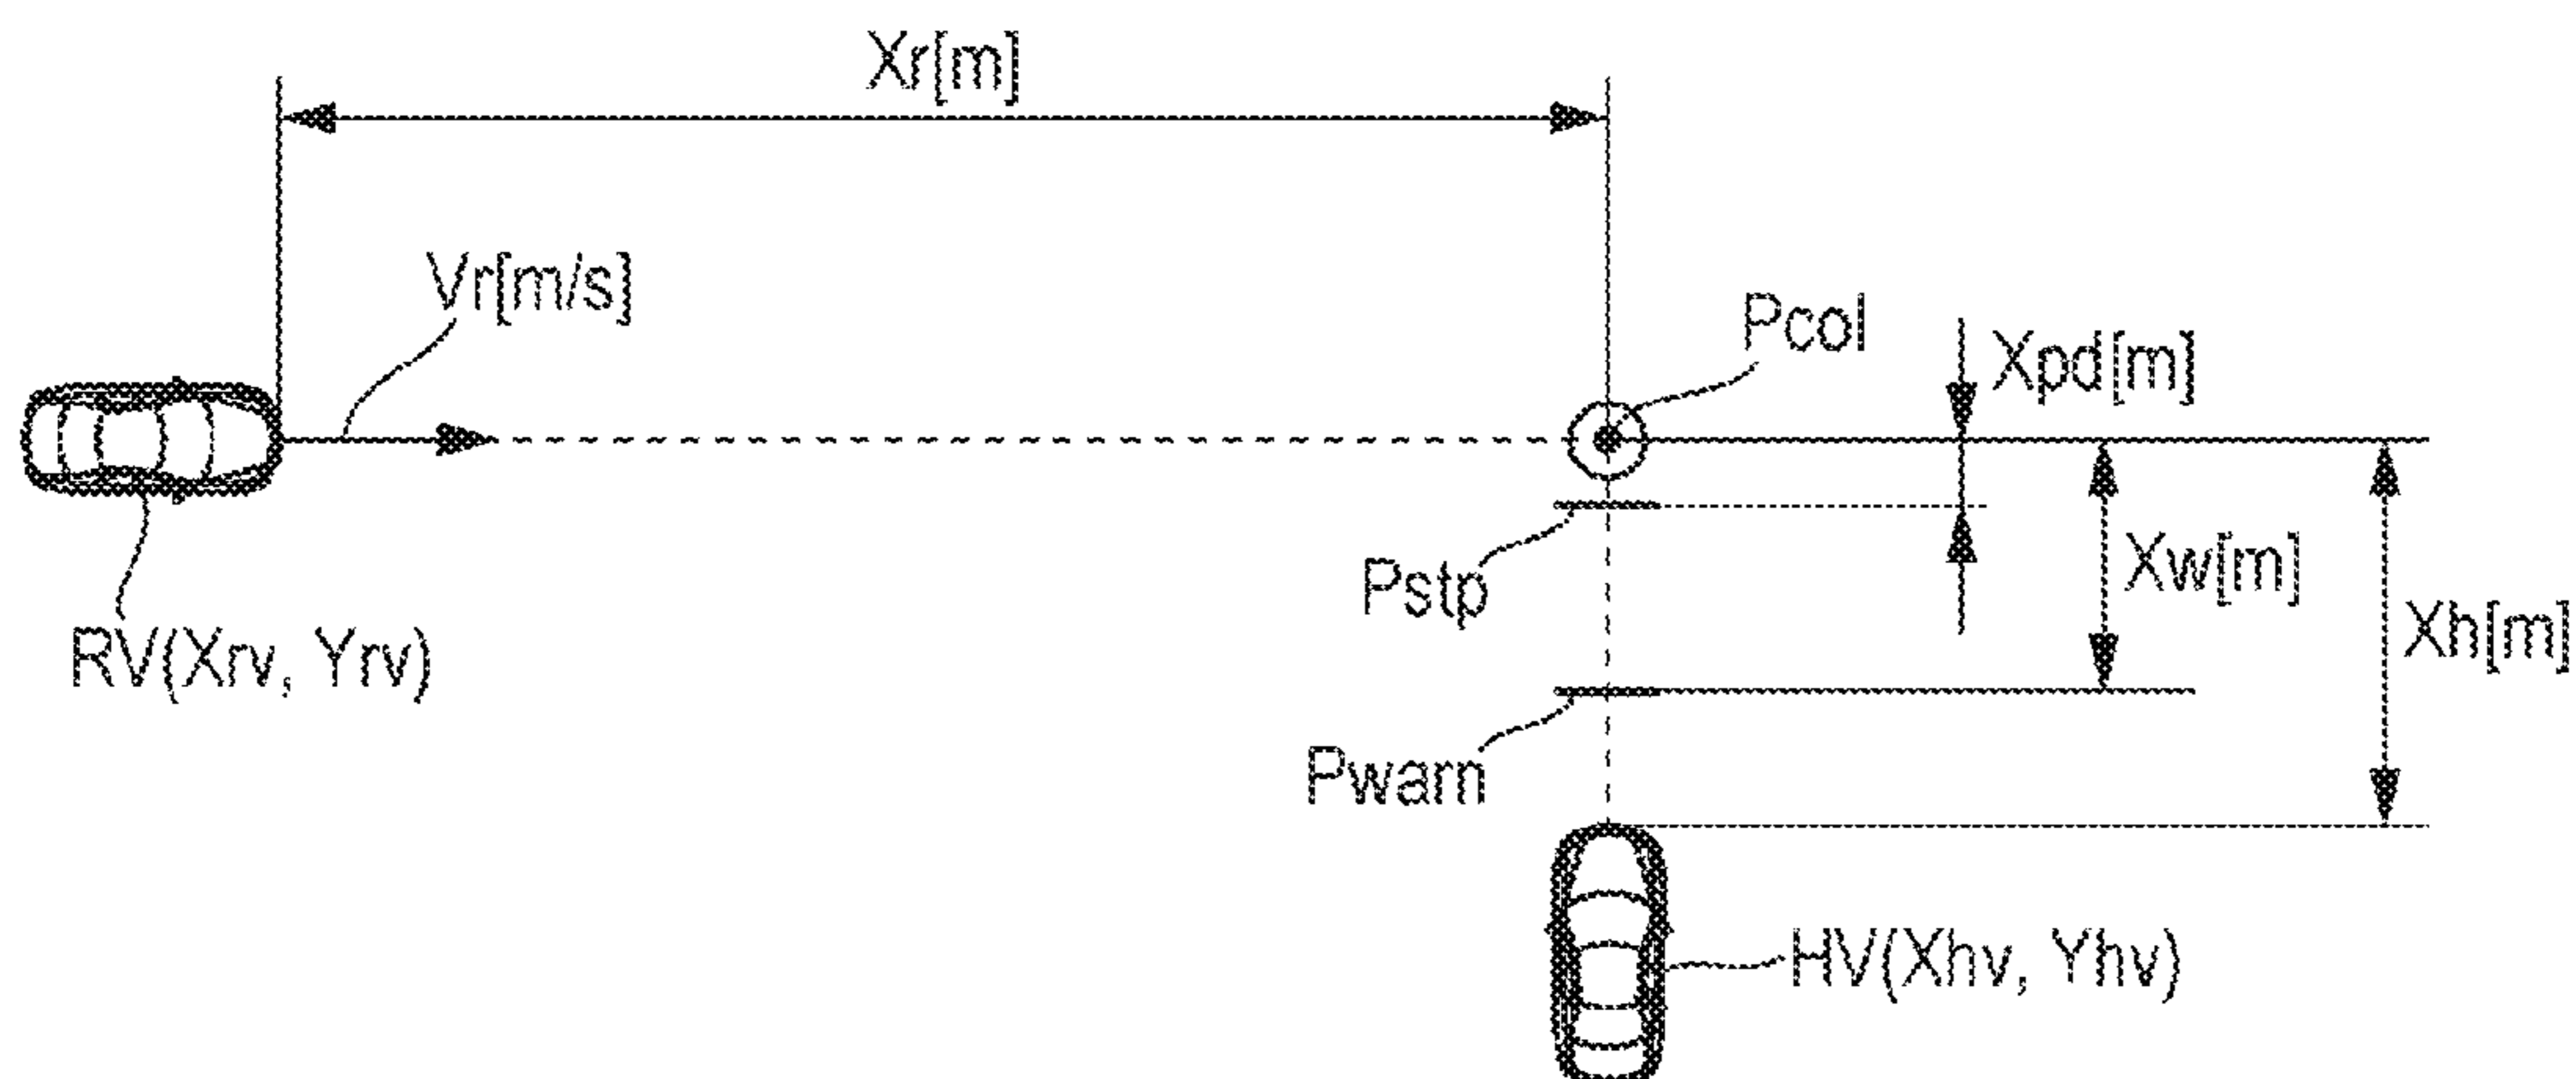 Xr[m]
Vr[m/s]
Pcol
Xpd[m]
Pstp
Xw[m]
Xh[m]
RV(Xrv, Yrv)
Pwarn
HV(Xhv, Yhv)